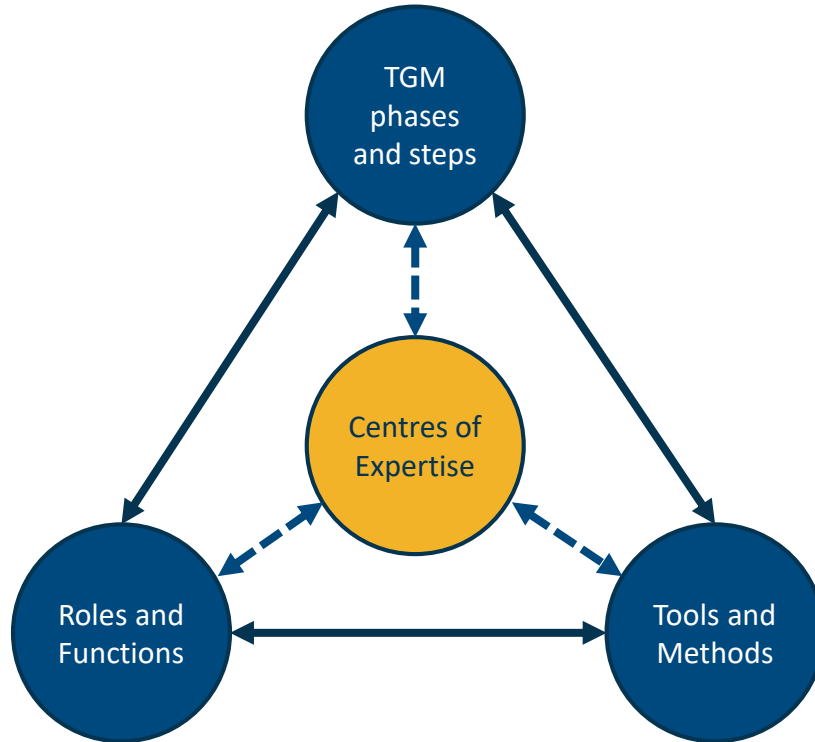 TGM
phases
and steps
Centres of
Expertise
Roles and
Functions
Tools and
Methods